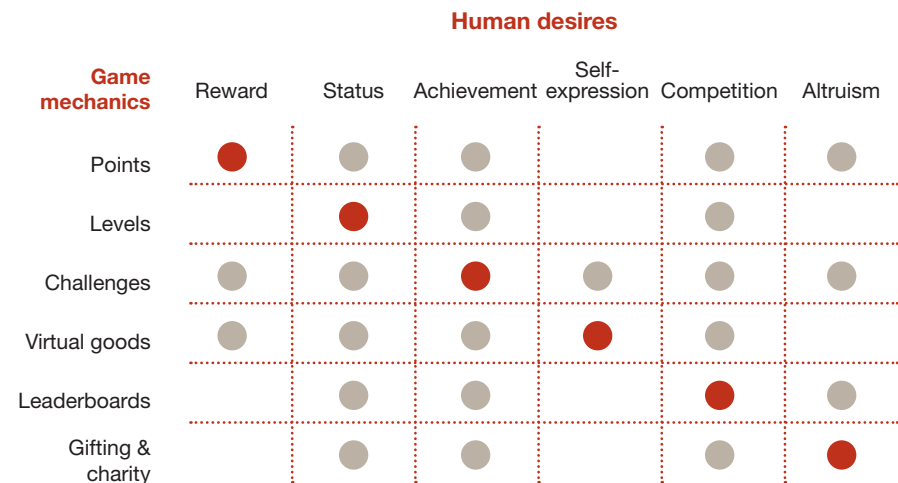 Human desires
Game
mechanics
Reward
Status
Achievement
Self-
expression
Competition
Altruism
Points
Levels
Challenges
Virtual goods
Leaderboards
Gifting &
charity